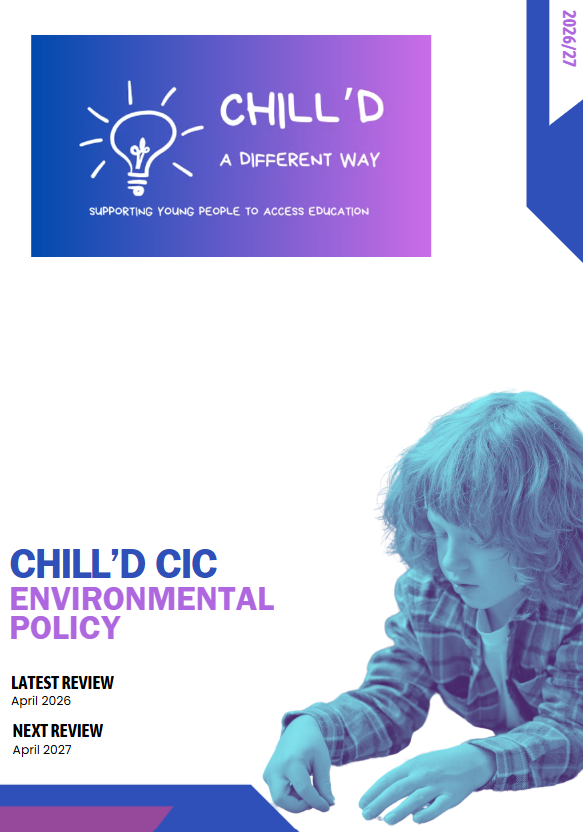 2026/27
CHILL'D
A DIFFERENT WAY
SUPPORTING YOUNG PEOPLE TO ACCESS EDUCATION
CHILL'D CIC
ENVIRONMENTAL
POLICY
LATEST REVIEW
April 2026
NEXT REVIEW
April 2027